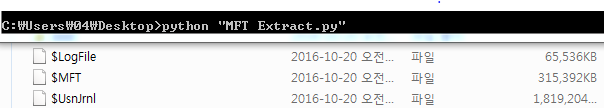 C:₩Users₩04₩Desktop>python "MFT Extract.py"
$LogFile 2016-10-20 오전... 파일 65,536KB
$MFT 2016-10-20 오전... 파일 315,392KB
$UsnJrnl 2016-10-20 오전... 파일 1,819,204...